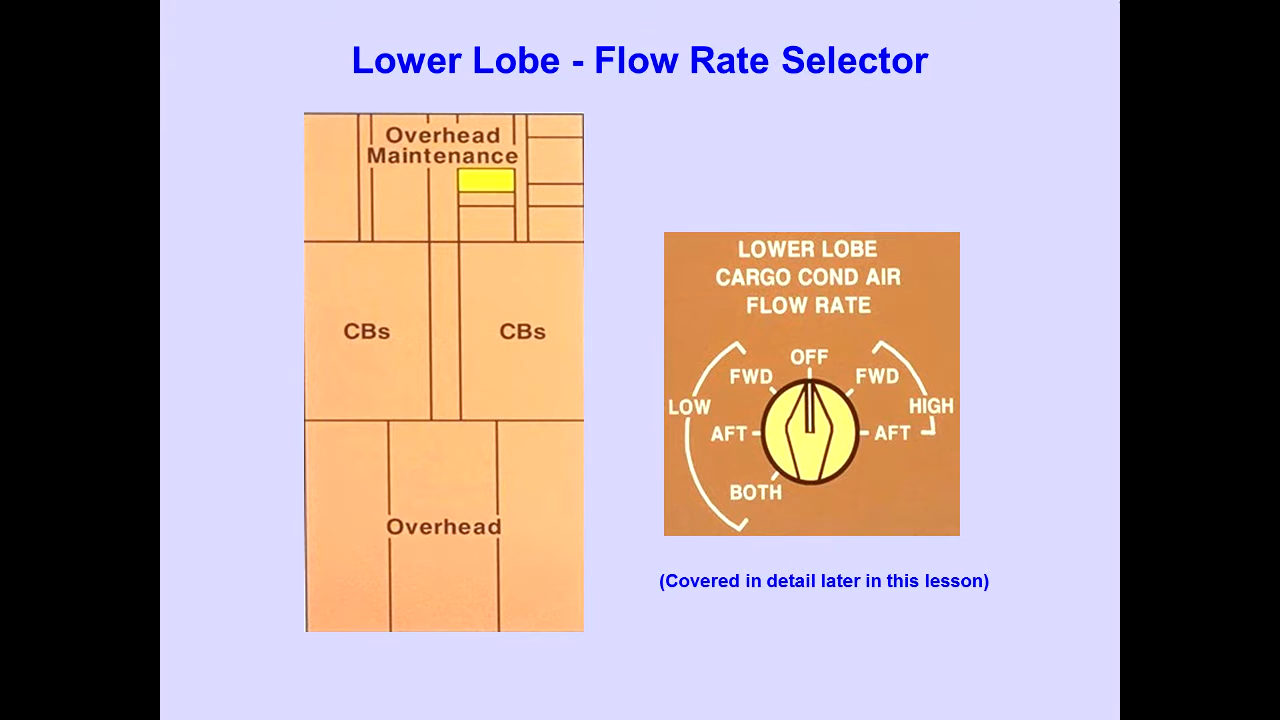 Lower Lobe - Flow Rate Selector
Overhead
Maintenance
CBs
CBs
Overhead
LOWER LOBE
CARGO COND AIR
FLOW RATE
OFF
FWD
FWD
LOW
HIGH
AFT
AFT
BOTH
(Covered in detail later in this lesson)